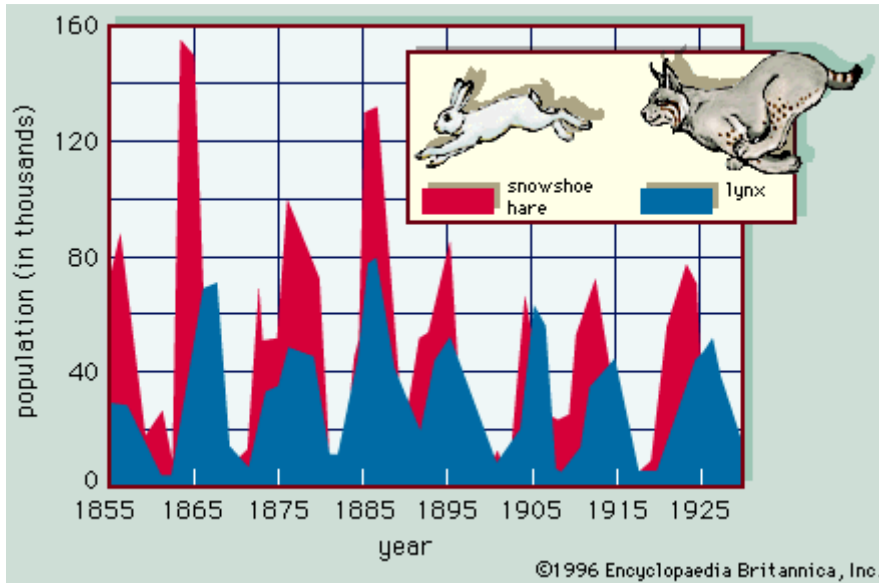 160
120
80
40
0
population (in thousands)
snowshoe
hare
lynx
1855 1865 1875 1885 1895 1905 1915 1925
year
©1996 Encyclopaedia Britannica, Inc